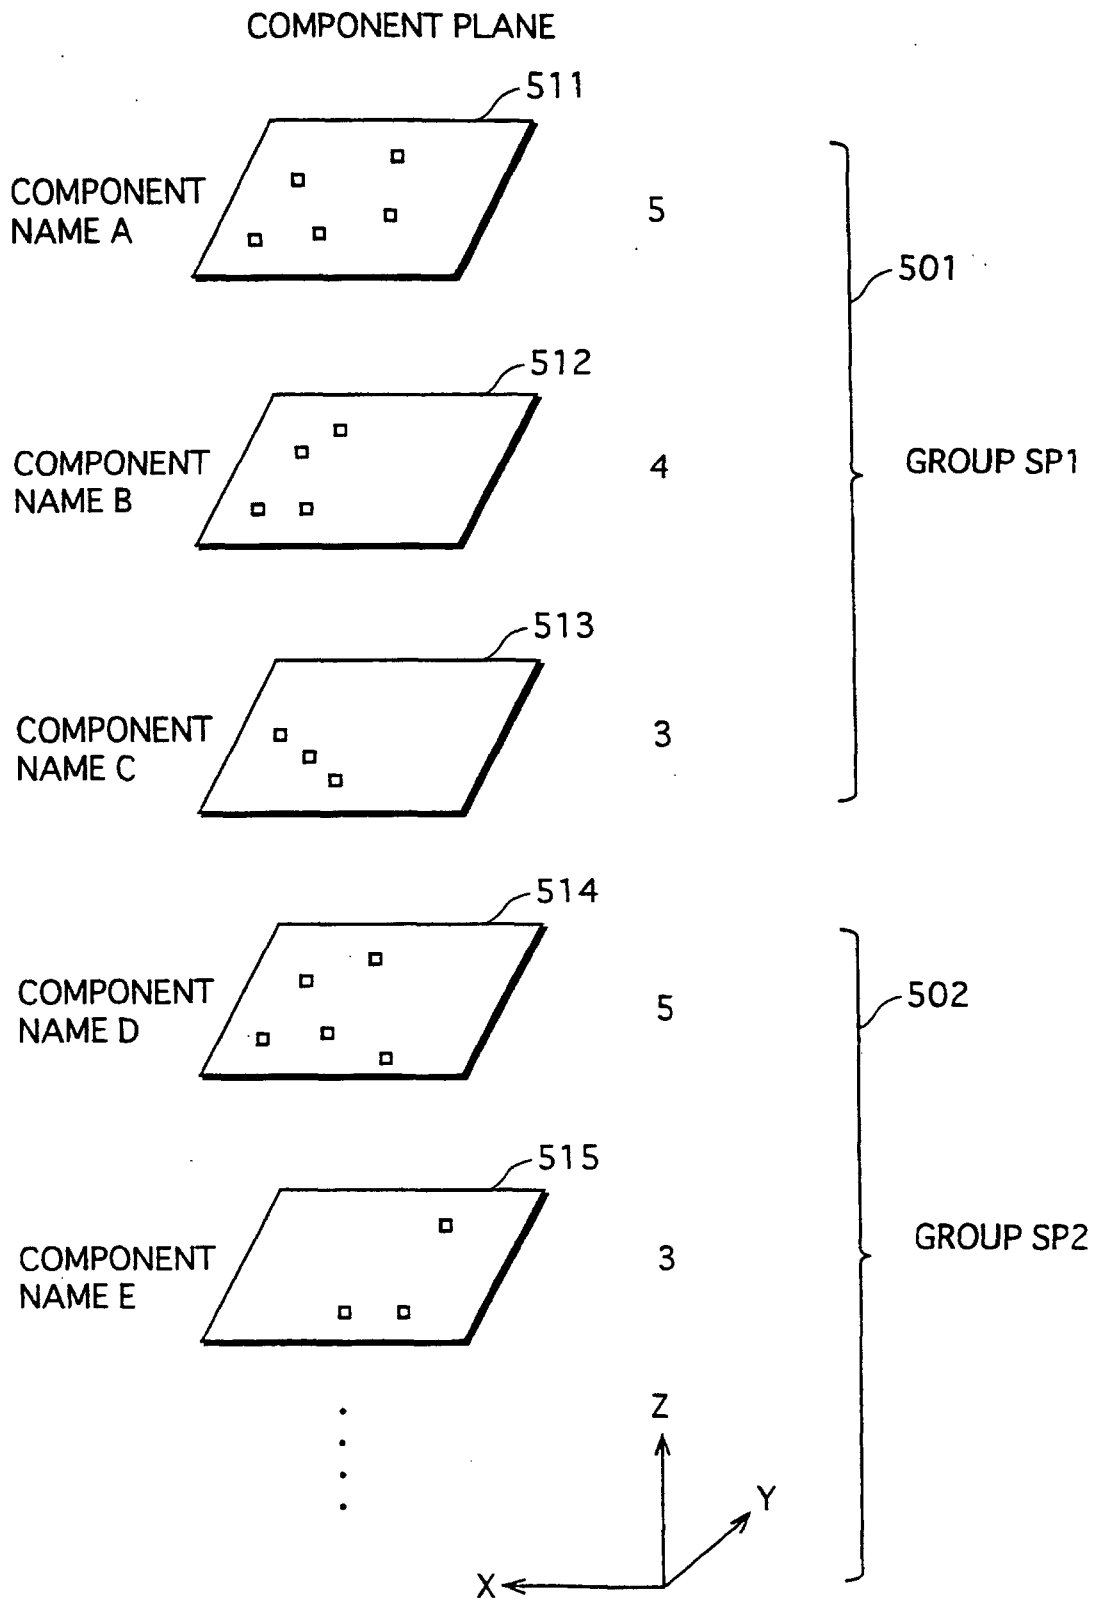 COMPONENT PLANE
511
COMPONENT
NAME A
5
501
512
COMPONENT
NAME B
4
GROUP SP1
513
COMPONENT
NAME C
3
514
COMPONENT
NAME D
5
502
515
COMPONENT
NAME E
3
GROUP SP2
Z
Y
X